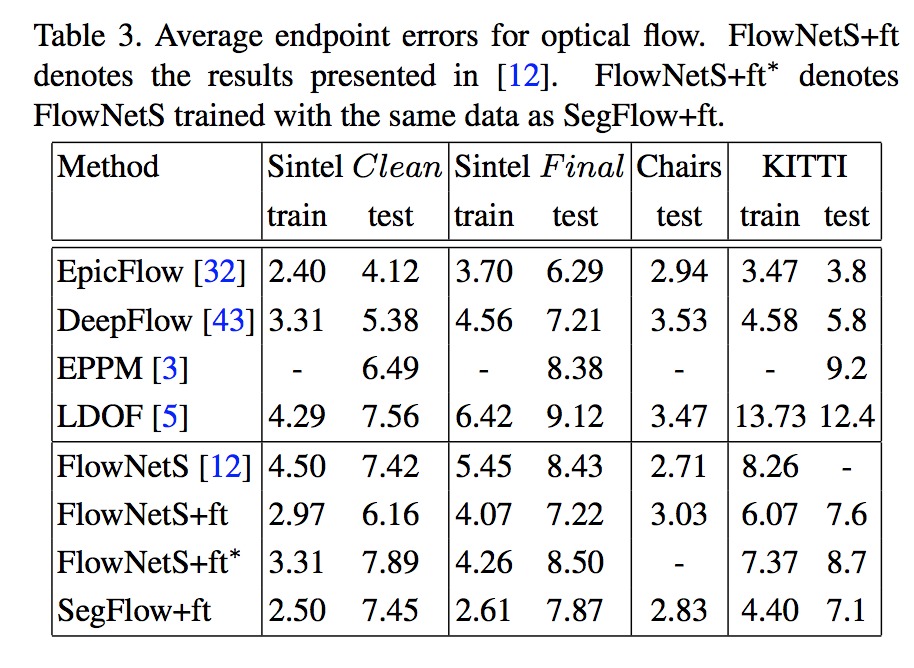 Table 3. Average endpoint errors for optical flow. FlowNetS+ft
denotes the results presented in [12]. FlowNetS+ft* denotes
FlowNetS trained with the same data as SegFlow+ft.
Method Sintel Clean Sintel Final Chairs KITTI
train test train test test train test
EpicFlow [32] 2.40 4.12 3.70 6.29 2.94 3.47 3.8
DeepFlow [43] 3.31 5.38 4.56 7.21 3.53 4.58 5.8
EPPM [3] - 6.49 - 8.38 - - 9.2
LDOF [5] 4.29 7.56 6.42 9.12 3.47 13.73 12.4
FlowNetS [12] 4.50 7.42 5.45 8.43 2.71 8.26 -
FlowNetS+ft 2.97 6.16 4.07 7.22 3.03 6.07 7.6
FlowNetS+ft* 3.31 7.89 4.26 8.50 - 7.37 8.7
SegFlow+ft 2.50 7.45 2.61 7.87 2.83 4.40 7.1